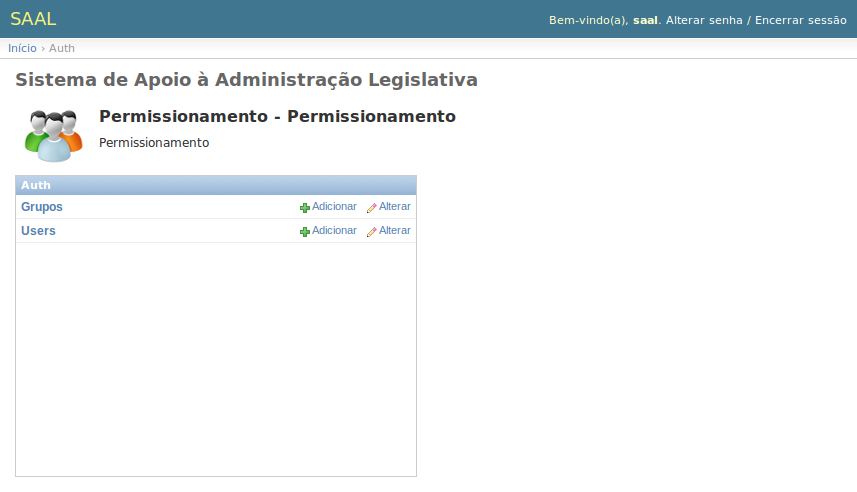 SAAL
Bem-vindo(a), saal. Alterar senha / Encerrar sessão
Início › Auth
Sistema de Apoio à Administração Legislativa
Permissionamento - Permissionamento
Permissionamento
Auth
Grupos Adicionar Alterar
Users Adicionar Alterar